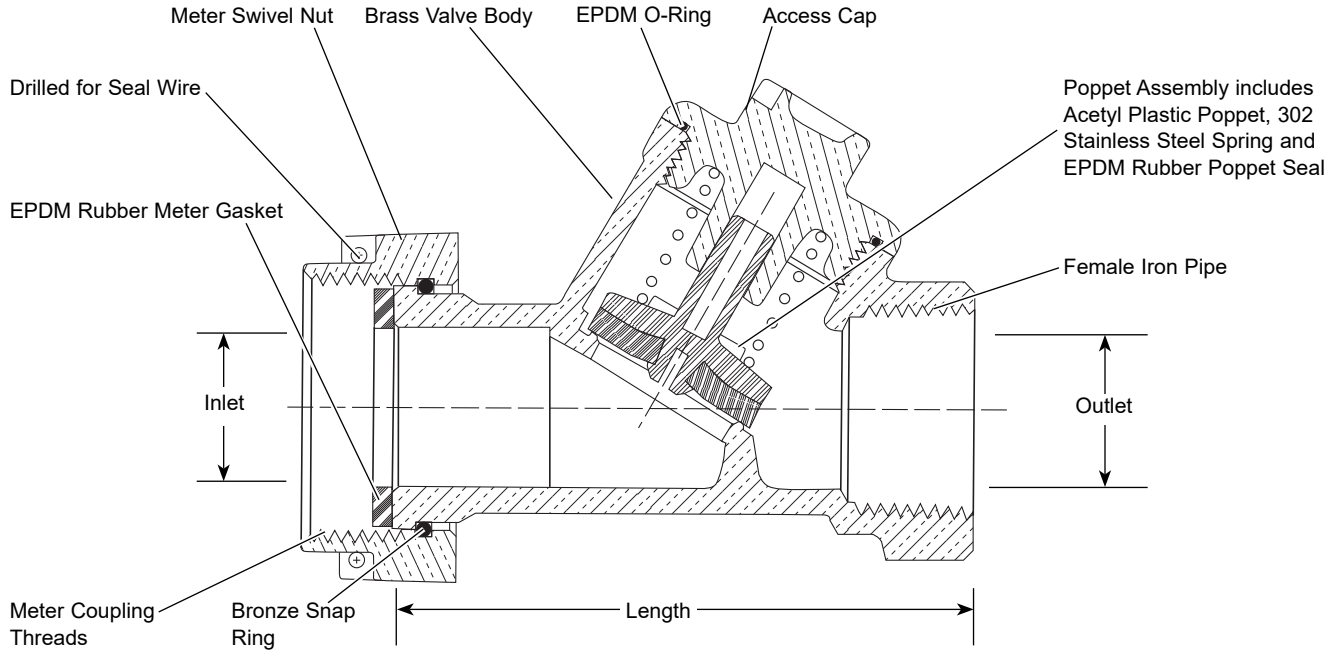 Meter Swivel Nut
Brass Valve Body
EPDM O-Ring
Access Cap
Drilled for Seal Wire
Poppet Assembly includes
Acetyl Plastic Poppet, 302
Stainless Steel Spring and
EPDM Rubber Poppet Seal
EPDM Rubber Meter Gasket
Female Iron Pipe
Inlet
Outlet
Meter Coupling
Threads
Bronze Snap
Ring
Length